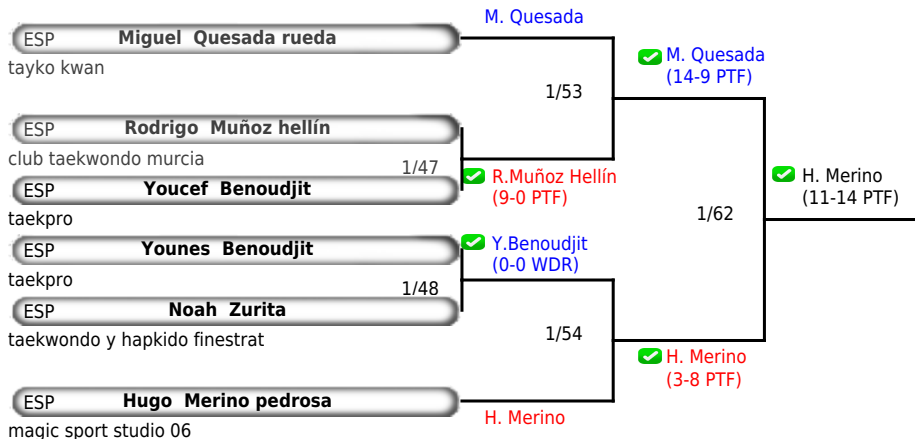 M. Quesada
ESP Miguel Quesada rueda
tayko kwan
M. Quesada
(14-9 PTF)
1/53
ESP Rodrigo Muñoz hellín
club taekwondo murcia
1/47
R.Muñoz Hellín
(9-0 PTF)
ESP Youcef Benoudjit
taekpro
H. Merino
(11-14 PTF)
1/62
ESP Younes Benoudjit
taekpro
Y.Benoudjit
(0-0 WDR)
1/48
ESP Noah Zurita
taekwondo y hapkido finestrat
1/54
H. Merino
(3-8 PTF)
ESP Hugo Merino pedrosa
magic sport studio 06
H. Merino